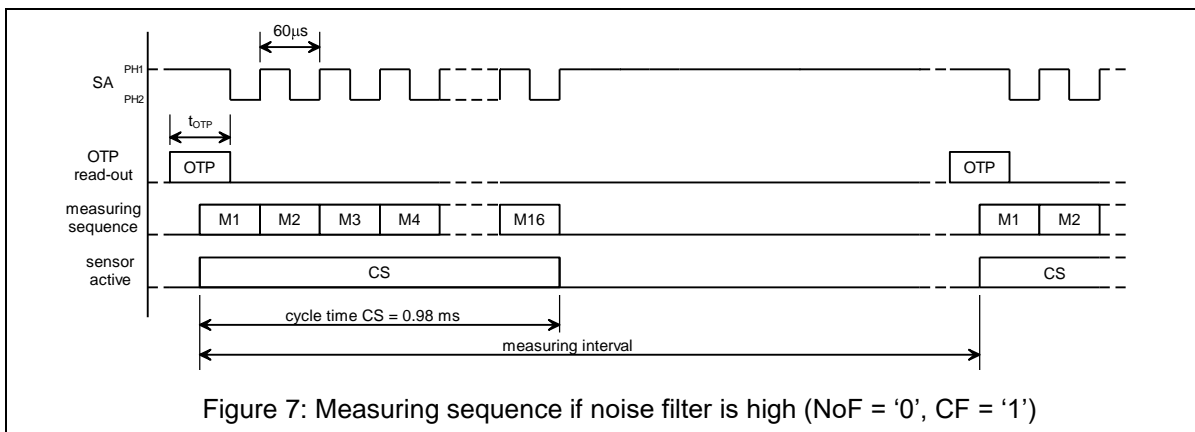 60µs
SA
PH1
PH2
tOTP
OTP
read-out
OTP
OTP
measuring
sequence
M1
M2
M3
M4
M16
M1
M2
sensor
active
CS
CS
cycle time CS = 0.98 ms
measuring interval
Figure 7: Measuring sequence if noise filter is high (NoF = ‘0’, CF = ‘1’)